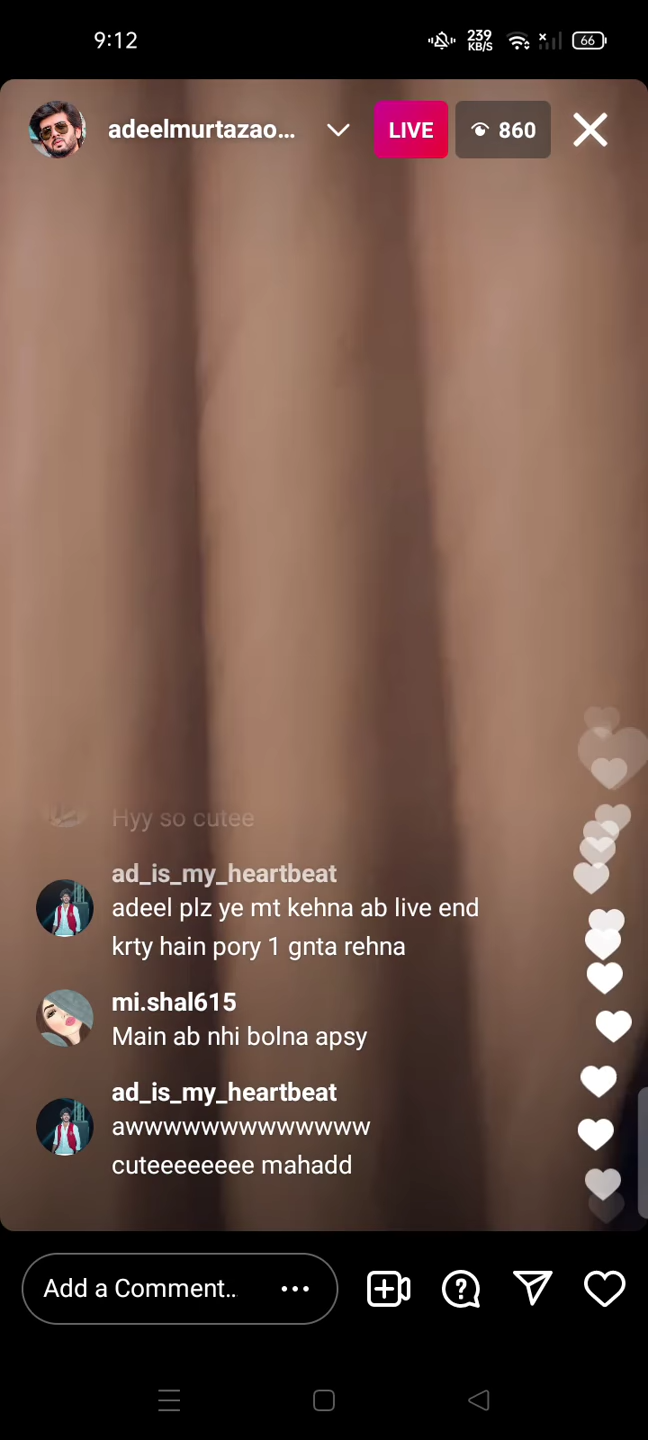 9:12
239
KB/S
66
adeelmurtazao...
LIVE
860
Hyy so cutee
ad_is_my_heartbeat
adeel plz ye mt kehna ab live end
krty hain pory 1 gnta rehna
mi.shal615
Main ab nhi bolna apsy
ad_is_my_heartbeat
awwwwwwwwwwwww
cuteeeeeeee mahadd
Add a Comment..